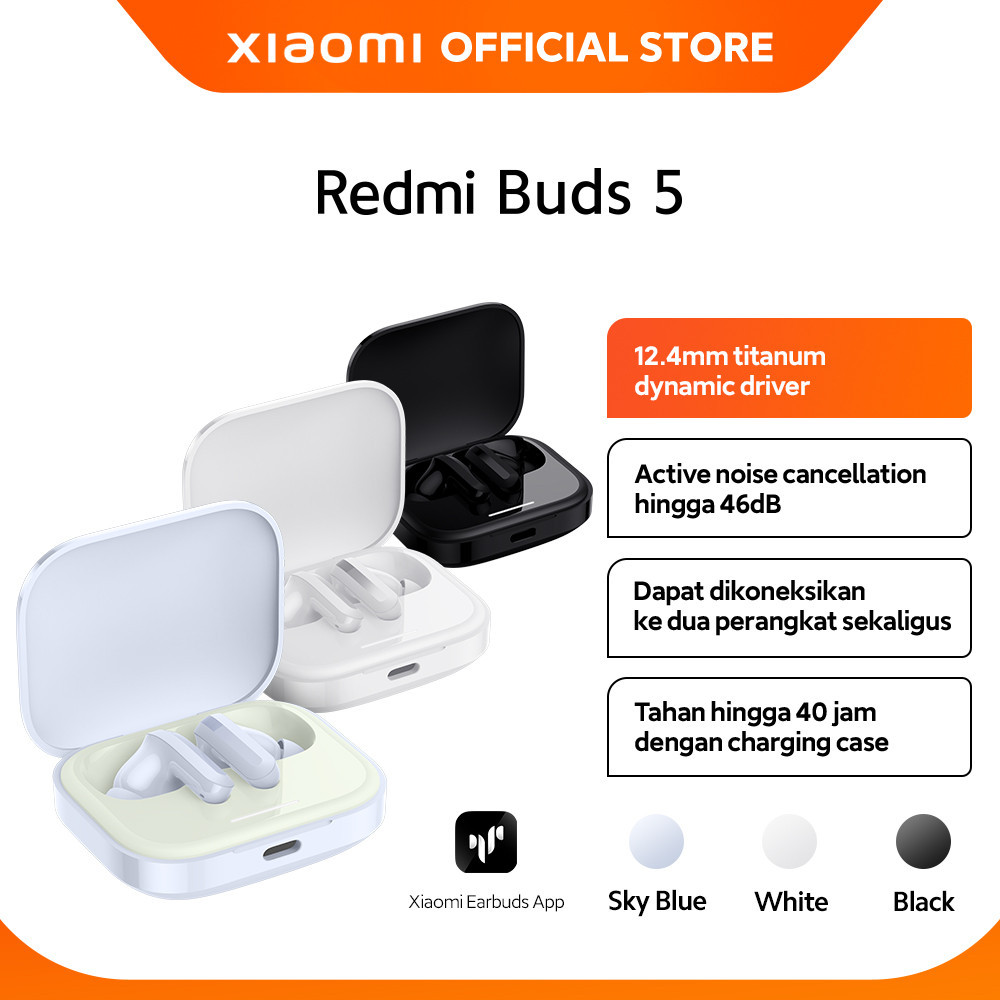 xiaomi OFFICIAL STORE
Redmi Buds 5
12.4mm titanum
dynamic driver
Active noise cancellation
hingga 46dB
Dapat dikoneksikan
ke dua perangkat sekaligus
Tahan hingga 40 jam
dengan charging case
Xiaomi Earbuds App
Sky Blue
White
Black